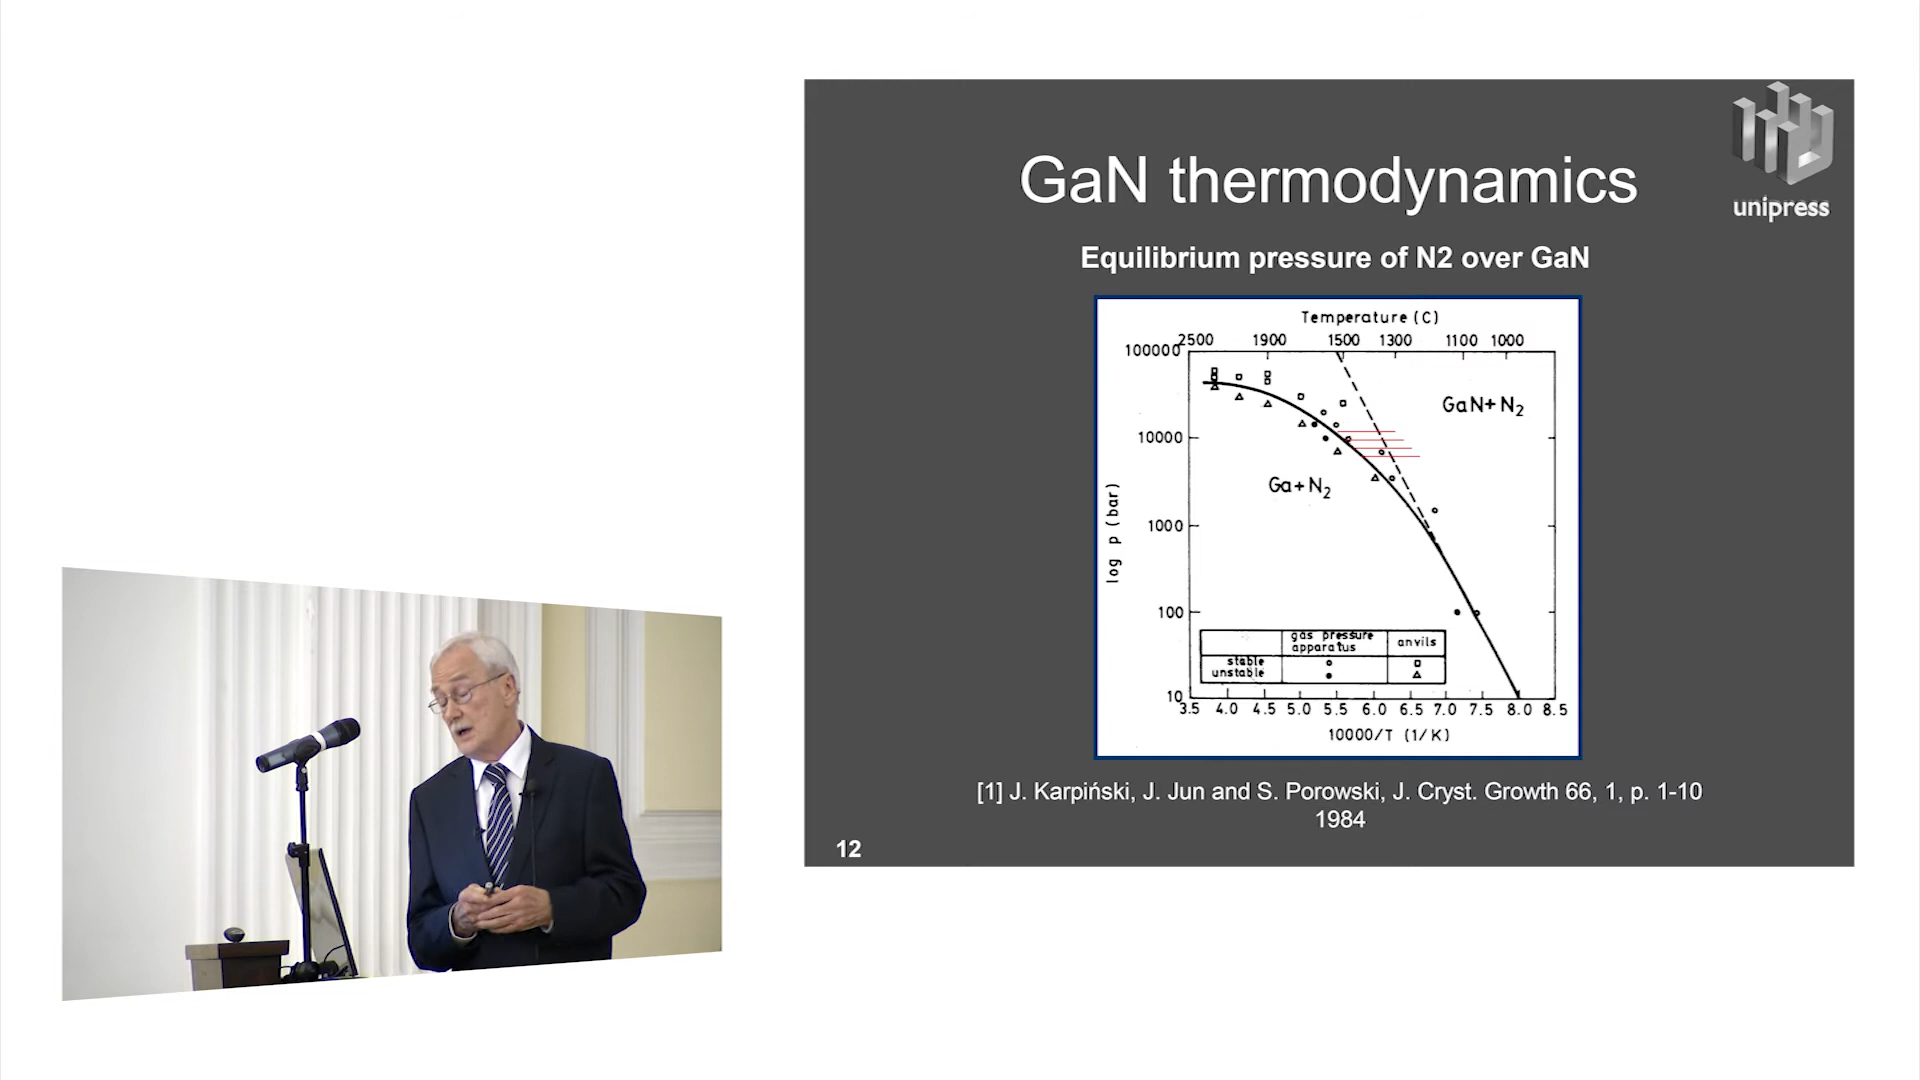 unipress
GaN thermodynamics
Equilibrium pressure of N2 over GaN
Temperature (C)
2500 1900 1500 1300 1100 1000
100000
10000
1000
100
10
log p (bar)
GaN+N2
Ga+N2
gas pressure apparatus anvils
stable
unstable
3.5 4.0 4.5 5.0 5.5 6.0 6.5 7.0 7.5 8.0 8.5
10000/T (1/K)
[1] J. Karpiński, J. Jun and S. Porowski, J. Cryst. Growth 66, 1, p. 1-10
1984
12